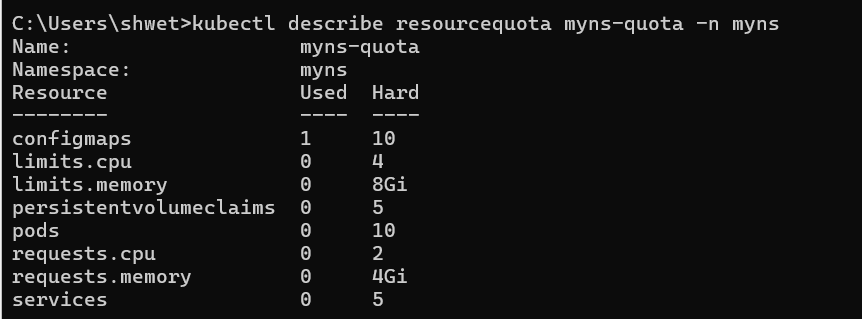 C:\Users\shwet>kubectl describe resourcequota myns-quota -n myns
Name:                   myns-quota
Namespace:              myns
Resource                Used  Hard
--------                ----  ----
configmaps              1     10
limits.cpu              0     4
limits.memory           0     8Gi
persistentvolumeclaims  0     5
pods                    0     10
requests.cpu            0     2
requests.memory         0     4Gi
services                0     5